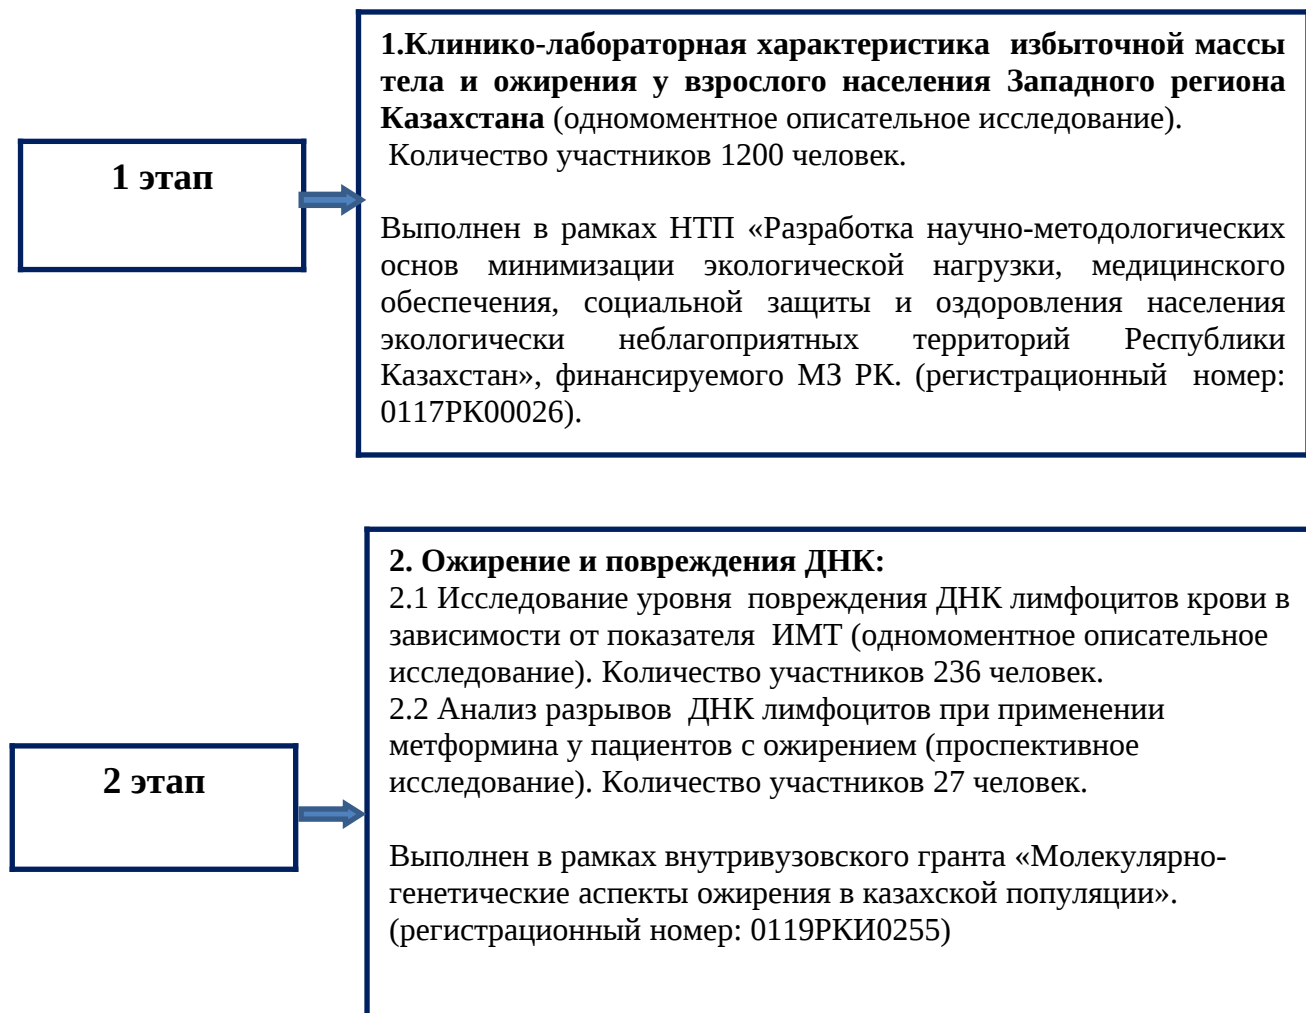 1 этап
1.Клинико-лабораторная характеристика избыточной массы
тела и ожирения у взрослого населения Западного региона
Казахстана (одномоментное описательное исследование).
Количество участников 1200 человек.
Выполнен в рамках НТП «Разработка научно-методологических
основ минимизации экологической нагрузки, медицинского
обеспечения, социальной защиты и оздоровления населения
экологически неблагоприятных территорий Республики
Казахстан», финансируемого МЗ РК. (регистрационный номер:
0117РК00026).
2 этап
2. Ожирение и повреждения ДНК:
2.1 Исследование уровня повреждения ДНК лимфоцитов крови в
зависимости от показателя ИМТ (одномоментное описательное
исследование). Количество участников 236 человек.
2.2 Анализ разрывов ДНК лимфоцитов при применении
метформина у пациентов с ожирением (проспективное
исследование). Количество участников 27 человек.
Выполнен в рамках внутривузовского гранта «Молекулярно-
генетические аспекты ожирения в казахской популяции».
(регистрационный номер: 0119РКИ0255)